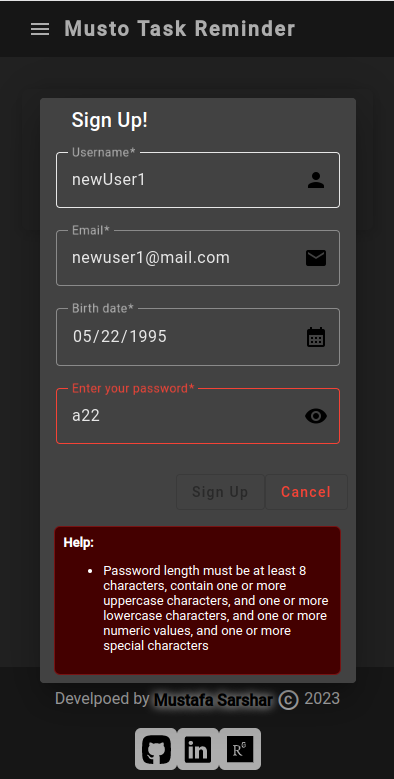 Musto Task Reminder
Sign Up!
Username*
newUser1
Email*
newuser1@mail.com
Birth date*
05/22/1995
Enter your password*
a22
Sign Up Cancel
Help:
• Password length must be at least 8
characters, contain one or more
uppercase characters, and one or more
lowercase characters, and one or more
numeric values, and one or more
special characters
Develpoed by Mustafa Sarshar © 2023
in RG